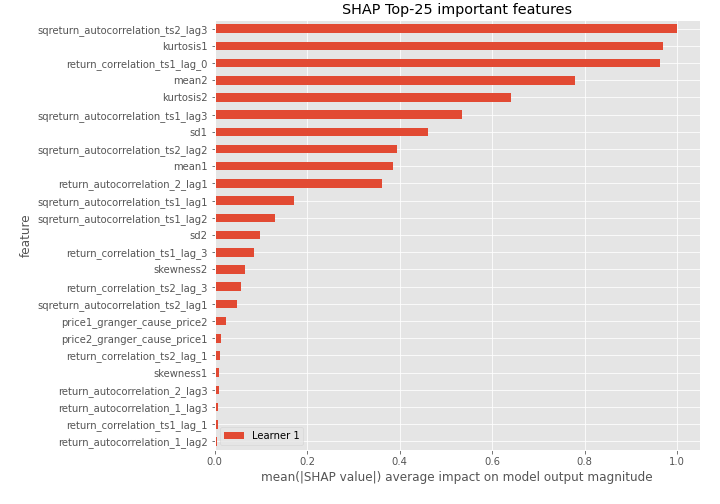 SHAP Top-25 important features
sqreturn_autocorrelation_ts2_lag3
kurtosis1
return_correlation_ts1_lag_0
mean2
kurtosis2
sqreturn_autocorrelation_ts1_lag3
sd1
sqreturn_autocorrelation_ts2_lag2
mean1
return_autocorrelation_2_lag1
sqreturn_autocorrelation_ts1_lag1
sqreturn_autocorrelation_ts1_lag2
sd2
return_correlation_ts1_lag_3
skewness2
return_correlation_ts2_lag_3
sqreturn_autocorrelation_ts2_lag1
price1_granger_cause_price2
price2_granger_cause_price1
return_correlation_ts2_lag_1
skewness1
return_autocorrelation_2_lag3
return_autocorrelation_1_lag3
return_correlation_ts1_lag_1
return_autocorrelation_1_lag2
feature
Learner 1
0.0 0.2 0.4 0.6 0.8 1.0
mean(|SHAP value|) average impact on model output magnitude